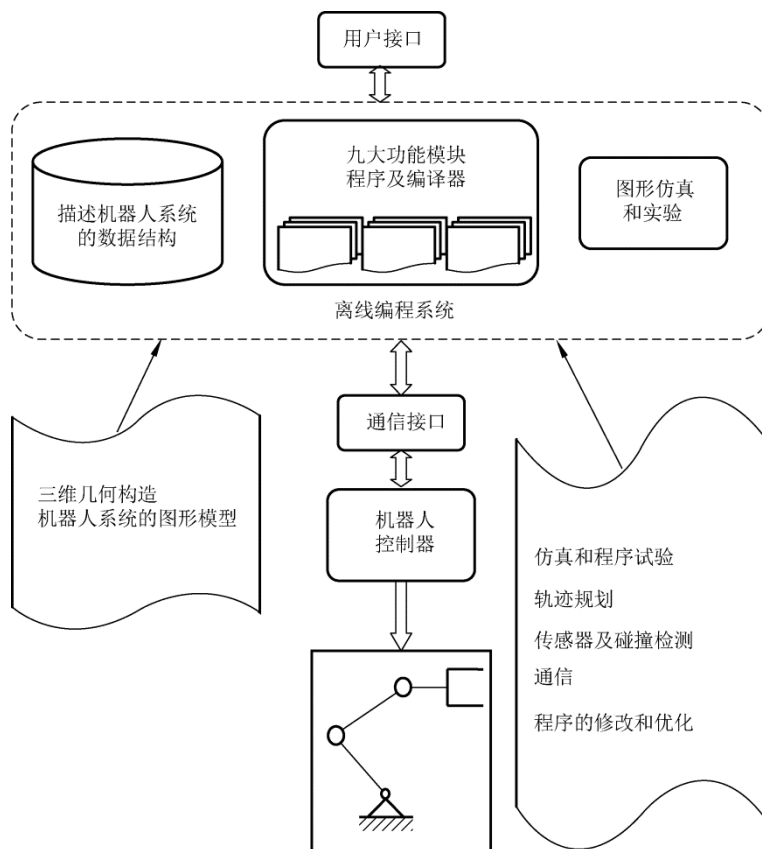 用户接口
描述机器人系统
的数据结构
九大功能模块
程序及编译器
图形仿真
和实验
离线编程系统
通信接口
三维几何构造
机器人系统的图形模型
机器人
控制器
仿真和程序试验
轨迹规划
传感器及碰撞检测
通信
程序的修改和优化